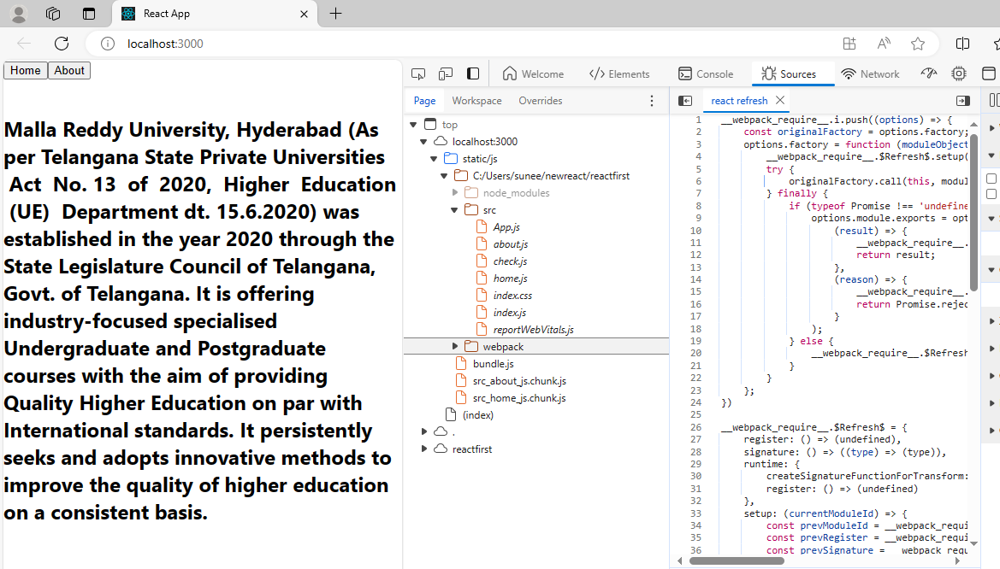 React App
localhost:3000
Home About
Malla Reddy University, Hyderabad (As
per Telangana State Private Universities
Act No. 13 of 2020, Higher Education
(UE) Department dt. 15.6.2020) was
established in the year 2020 through the
State Legislature Council of Telangana,
Govt. of Telangana. It is offering
industry-focused specialised
Undergraduate and Postgraduate
courses with the aim of providing
Quality Higher Education on par with
International standards. It persistently
seeks and adopts innovative methods to
improve the quality of higher education
on a consistent basis.
Welcome Elements Console Sources Network
Page Workspace Overrides
top
localhost:3000
static/js
C:/Users/sunee/newreact/reactfirst
node_modules
src
App.js
about.js
check.js
home.js
index.css
index.js
reportWebVitals.js
webpack
bundle.js
src_about_js.chunk.js
src_home_js.chunk.js
(index)
.
reactfirst
react refresh
1 __webpack_require__.i.push((options) => {
2 const originalFactory = options.factory;
3 options.factory = function (moduleObject
4 __webpack_require__.$Refresh$.setup(
5 try {
6 originalFactory.call(this, modul
7 } finally {
8 if (typeof Promise !== 'undefine
9 options.module.exports = opt
10 (result) => {
11 __webpack_require__.
12 return result;
13 },
14 (reason) => {
15 __webpack_require__.
16 return Promise.rejec
17 }
18 );
19 } else {
20 __webpack_require__.$Refresh
21 }
22 }
23 };
24 })
25
26 __webpack_require__.$Refresh$ = {
27 register: () => (undefined),
28 signature: () => ((type) => (type)),
29 runtime: {
30 createSignatureFunctionForTransform:
31 register: () => (undefined)
32 },
33 setup: (currentModuleId) => {
34 const prevModuleId = __webpack_requi
35 const prevRegister = __webpack_requi
36 const prevSignature = __webpack_requ